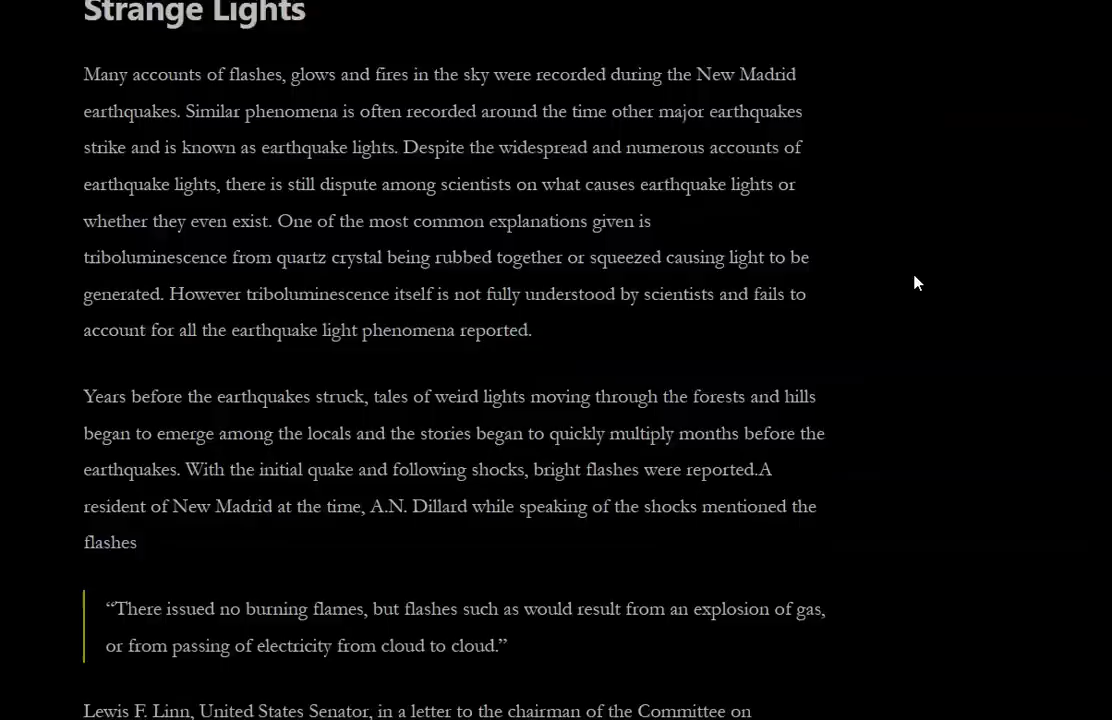 Strange Lights
Many accounts of flashes, glows and fires in the sky were recorded during the New Madrid
earthquakes. Similar phenomena is often recorded around the time other major earthquakes
strike and is known as earthquake lights. Despite the widespread and numerous accounts of
earthquake lights, there is still dispute among scientists on what causes earthquake lights or
whether they even exist. One of the most common explanations given is
triboluminescence from quartz crystal being rubbed together or squeezed causing light to be
generated. However triboluminescence itself is not fully understood by scientists and fails to
account for all the earthquake light phenomena reported.
Years before the earthquakes struck, tales of weird lights moving through the forests and hills
began to emerge among the locals and the stories began to quickly multiply months before the
earthquakes. With the initial quake and following shocks, bright flashes were reported.A
resident of New Madrid at the time, A.N. Dillard while speaking of the shocks mentioned the
flashes
“There issued no burning flames, but flashes such as would result from an explosion of gas,
or from passing of electricity from cloud to cloud.”
Lewis F. Linn, United States Senator, in a letter to the chairman of the Committee on